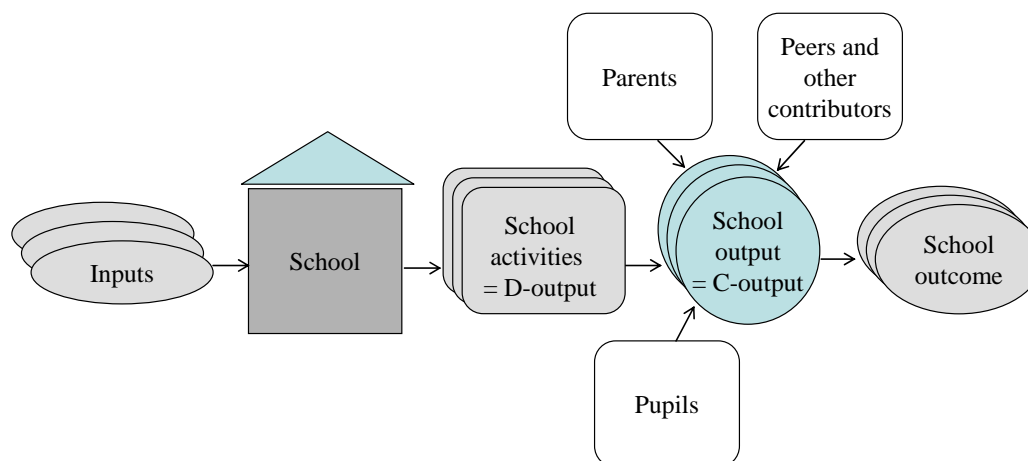 Parents
Peers and
other
contributors
Inputs
School
School
activities
= D-output
School
output
= C-output
School
outcome
Pupils